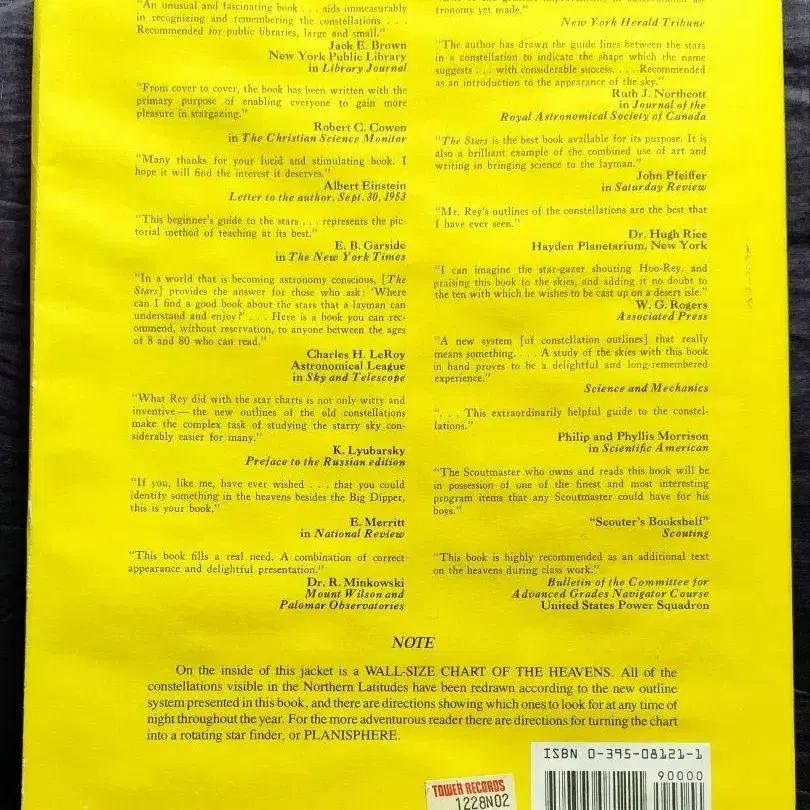 "An unusual and fascinating book . . . aids immeasurably
in recognizing and remembering the constellations . . .
Recommended for public libraries, large and small."
Jack E. Brown
New York Public Library
in Library Journal
"From cover to cover, the book has been written with the
primary purpose of enabling everyone to gain more
pleasure in stargazing."
Robert C. Cowen
in The Christian Science Monitor
"Many thanks for your lucid and stimulating book. I
hope it will find the interest it deserves."
Albert Einstein
Letter to the author, Sept. 30, 1953
"This beginner's guide to the stars . . . represents the pic-
torial method of teaching at its best."
E. B. Garside
in The New York Times
"In a world that is becoming astronomy conscious, [The
Stars] provides the answer for those who ask: 'Where
can I find a good book about the stars that a layman can
understand and enjoy?' . . . Here is a book you can rec-
ommend, without reservation, to anyone between the ages
of 8 and 80 who can read."
Charles H. LeRoy
Astronomical League
in Sky and Telescope
"What Rey did with the star charts is not only witty and
inventive — the new outlines of the old constellations
make the complex task of studying the starry sky con-
siderably easier for many."
K. Lyubarsky
Preface to the Russian edition
"If you, like me, have ever wished . . . that you could
identify something in the heavens besides the Big Dipper,
this is your book."
E. Merritt
in National Review
"This book fills a real need. A combination of correct
appearance and delightful presentation."
Dr. R. Minkowski
Mount Wilson and
Palomar Observatories
tronomy yet made."
New York Herald Tribune
"The author has drawn the guide lines between the stars
in a constellation to indicate the shape which the name
suggests . . . with considerable success. . . . Recommended
as an introduction to the appearance of the sky."
Ruth J. Northcott
in Journal of the
Royal Astronomical Society of Canada
"The Stars is the best book available for its purpose. It is
also a brilliant example of the combined use of art and
writing in bringing science to the layman."
John Pfeiffer
in Saturday Review
"Mr. Rey's outlines of the constellations are the best that
I have ever seen."
Dr. Hugh Rice
Hayden Planetarium, New York
"I can imagine the star-gazer shouting Hoo-Rey, and
praising this book to the skies, and adding it no doubt to
the ten with which he wishes to be cast up on a desert isle."
W. G. Rogers
Associated Press
"A new system [of constellation outlines] that really
means something. . . . A study of the skies with this book
in hand proves to be a delightful and long-remembered
experience."
Science and Mechanics
". . . This extraordinarily helpful guide to the constel-
lations."
Philip and Phyllis Morrison
in Scientific American
"The Scoutmaster who owns and reads this book will be
in possession of one of the finest and most interesting
program items that any Scoutmaster could have for his
boys."
"Scouter's Bookshelf"
Scouting
"This book is highly recommended as an additional text
on the heavens during class work."
Bulletin of the Committee for
Advanced Grades Navigator Course
United States Power Squadron
NOTE
On the inside of this jacket is a WALL-SIZE CHART OF THE HEAVENS. All of the
constellations visible in the Northern Latitudes have been redrawn according to the new outline
system presented in this book, and there are directions showing which ones to look for at any time of
night throughout the year. For the more adventurous reader there are directions for turning the chart
into a rotating star finder, or PLANISPHERE.
ISBN 0-395-08121-1
90000
TOWER RECORDS
1228N02